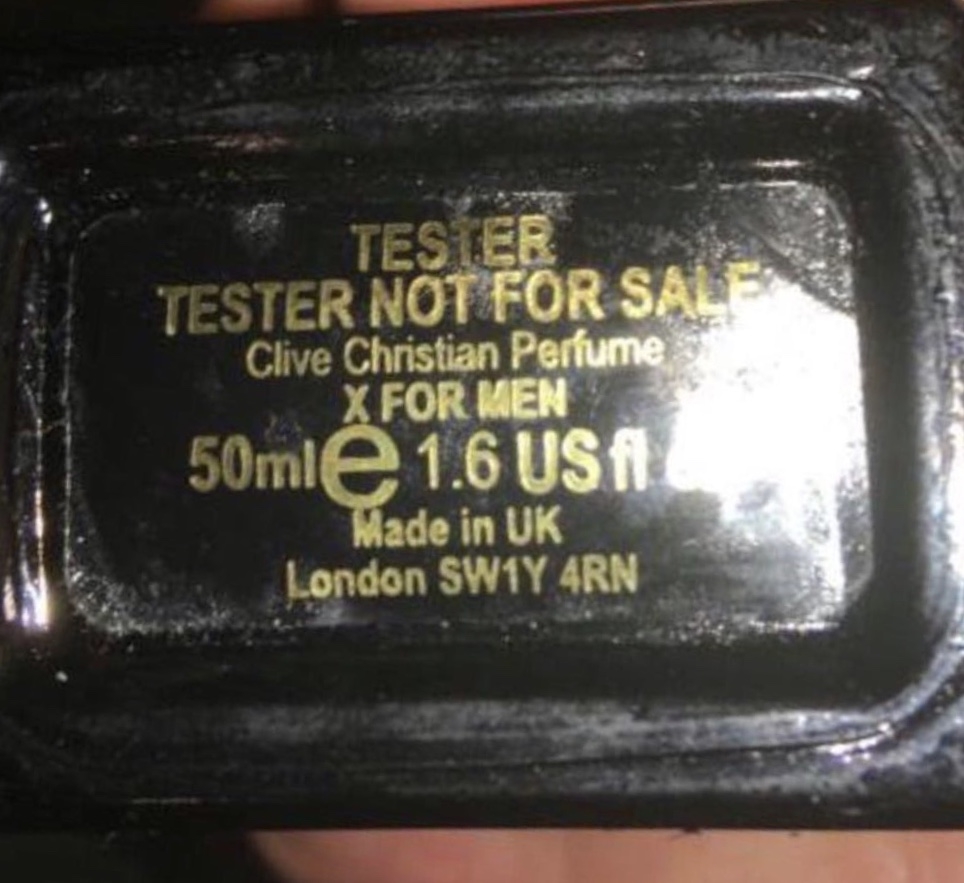 TESTER
TESTER NOT FOR SALE
Clive Christian Perfume
X FOR MEN
50ml e 1.6 US fl
Made in UK
London SW1Y 4RN